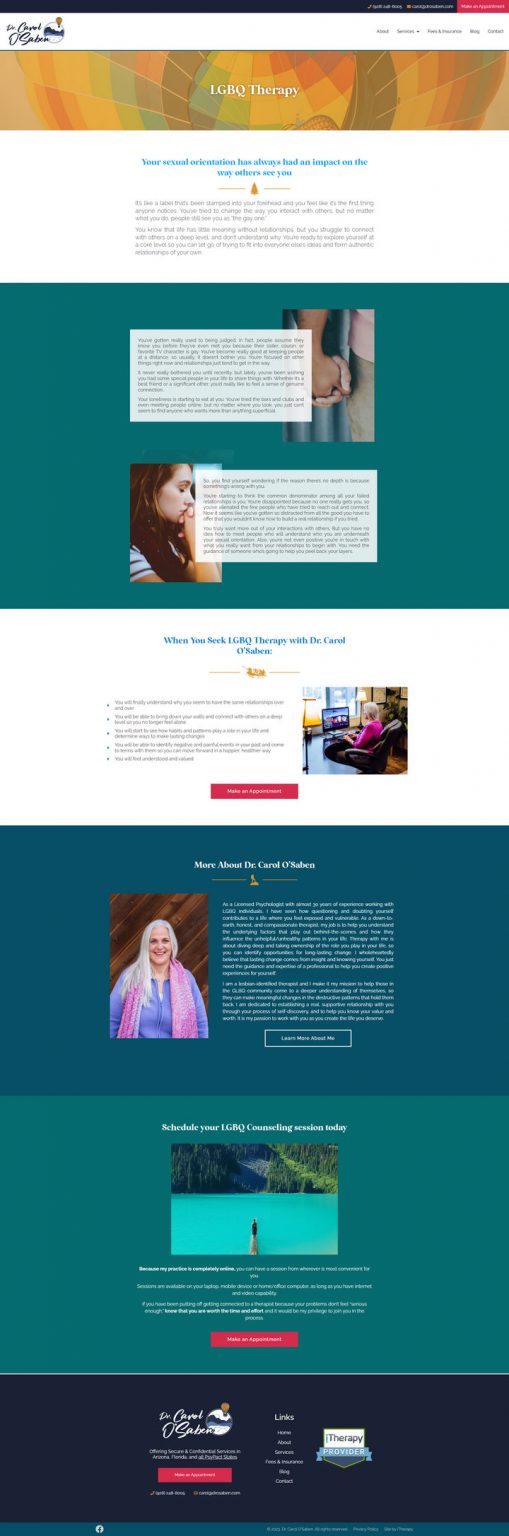 (928) 248-6005 carol@drosaben.com Make an Appointment
Dr. Carol O'Saben
About Services Fees & Insurance Blog Contact
LGBQ Therapy
Your sexual orientation has always had an impact on the
way others see you
It's like a label that's been stamped into your forehead and you feel like it's the first thing
anyone notices. You've tried to change the way you interact with others, but no matter
what you do, people still see you as "the gay one."
You know that life has little meaning without relationships, but you struggle to connect
with others on a deep level, and don't understand why. You're ready to explore yourself at
a core level so you can let go of trying to fit into everyone else's ideas and form authentic
relationships of your own.
You've gotten really used to being judged. In fact, people assume they
know you before they've even met you because their sister, cousin, or
favorite TV character is gay. You've become really good at keeping people
at a distance, so usually, it doesn't bother you. You're focused on other
things right now and relationships just tend to get in the way.
It never really bothered you until recently, but lately, you've been wishing
you had some special people in your life to share things with. Whether it's a
best friend or a significant other, you'd really like to feel a sense of genuine
connection.
Your loneliness is starting to eat at you. You've tried the bars and clubs and
even meeting people online, but no matter where you look, you just can't
seem to find anyone who wants more than anything superficial.
So, you find yourself wondering if the reason there's no depth is because
something's wrong with you.
You're starting to think the common denominator among all your failed
relationships is you. You're disappointed because no one really gets you, so
you've alienated the few people who have tried to reach out and connect.
Now it seems like you've gotten so distracted from all the good you have to
offer that you wouldn't know how to build a real relationship if you tried.
You truly want more out of your interactions with others. But you have no
idea how to meet people who will understand who you are underneath
your sexual orientation. Also, you're not even positive you're in touch with
what you really want from your relationships to begin with. You need the
guidance of someone who's going to help you peel back your layers.
When You Seek LGBQ Therapy with Dr. Carol
O'Saben:
You will finally understand why you seem to have the same relationships over
and over
You will be able to bring down your walls and connect with others on a deep
level so you no longer feel alone
You will start to see how habits and patterns play a role in your life and
determine ways to make lasting changes
You will be able to identify negative and painful events in your past and come
to terms with them so you can move forward in a happier, healthier way
You will feel understood and valued
Make an Appointment
More About Dr. Carol O'Saben
As a Licensed Psychologist with almost 30 years of experience working with
LGBQ individuals, I have seen how questioning and doubting yourself
contributes to a life where you feel exposed and vulnerable. As a down-to-
earth, honest, and compassionate therapist, my job is to help you understand
the underlying factors that play out behind-the-scenes and how they
influence the unhelpful/unhealthy patterns in your life. Therapy with me is
about diving deep and taking ownership of the role you play in your life, so
you can identify opportunities for long-lasting change. I wholeheartedly
believe that lasting change comes from insight and knowing yourself. You just
need the guidance and expertise of a professional to help you create positive
experiences for yourself.
I am a lesbian-identified therapist and I make it my mission to help those in
the GLBQ community come to a deeper understanding of themselves, so
they can make meaningful changes in the destructive patterns that hold them
back. I am dedicated to establishing a real, supportive relationship with you
through your process of self-discovery, and to help you know your value and
worth. It is my passion to work with you as you create the life you deserve.
Learn More About Me
Schedule your LGBQ Counseling session today
Because my practice is completely online, you can have a session from wherever is most convenient for
you.
Sessions are available on your laptop, mobile device or home/office computer, as long as you have internet
and video capability.
If you have been putting off getting connected to a therapist because your problems don't feel "serious
enough," know that you are worth the time and effort and it would be my privilege to join you in the
process.
Make an Appointment
Dr. Carol O'Saben
Offering Secure & Confidential Services in
Arizona, Florida, and all PsyPact States
Make an Appointment
(928) 248-6005 carol@drosaben.com
Links
Home
About
Services
Fees & Insurance
Blog
Contact
iTherapy
PROVIDER
© 2023 Dr. Carol O'Saben. All rights reserved. Privacy Policy Site by iTherapy